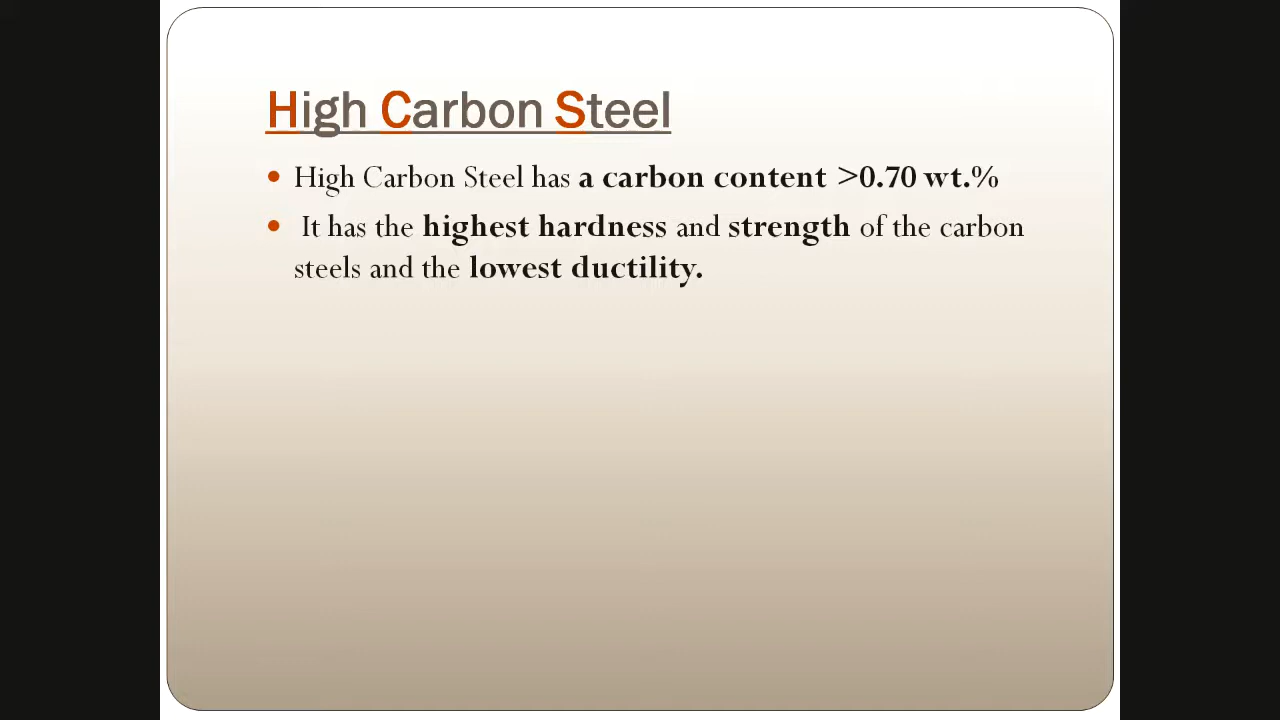 High Carbon Steel
• High Carbon Steel has a carbon content >0.70 wt.%
• It has the highest hardness and strength of the carbon
steels and the lowest ductility.